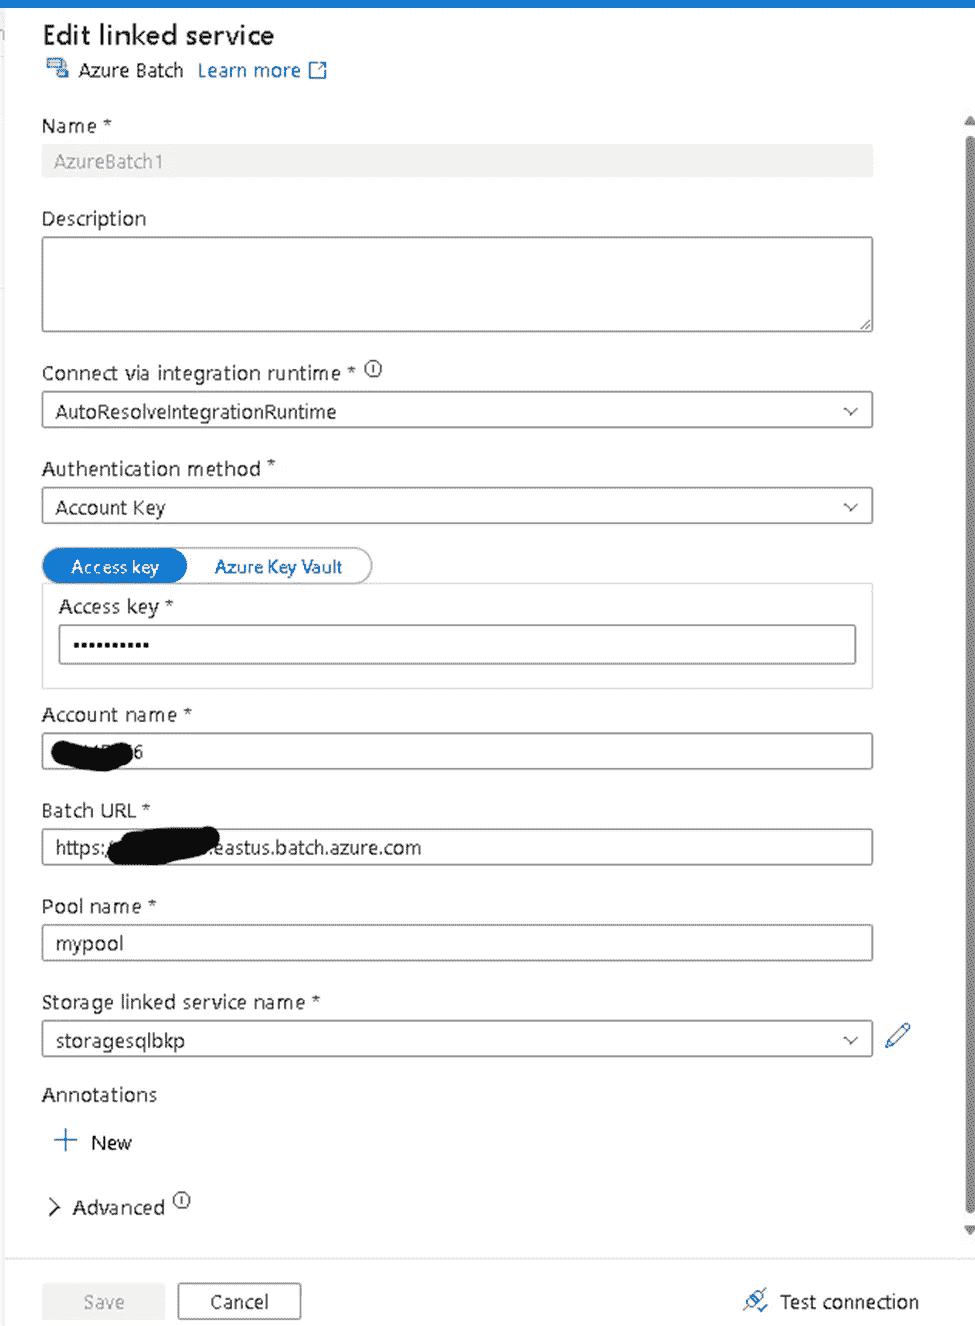 Edit linked service
Azure Batch Learn more
Name *
AzureBatch1
Description
Connect via integration runtime *
AutoResolveIntegrationRuntime
Authentication method *
Account Key
Access key Azure Key Vault
Access key *
••••••••••
Account name *
6
Batch URL *
https:/ .eastus.batch.azure.com
Pool name *
mypool
Storage linked service name *
storagesqlbkp
Annotations
New
Advanced
Save Cancel Test connection